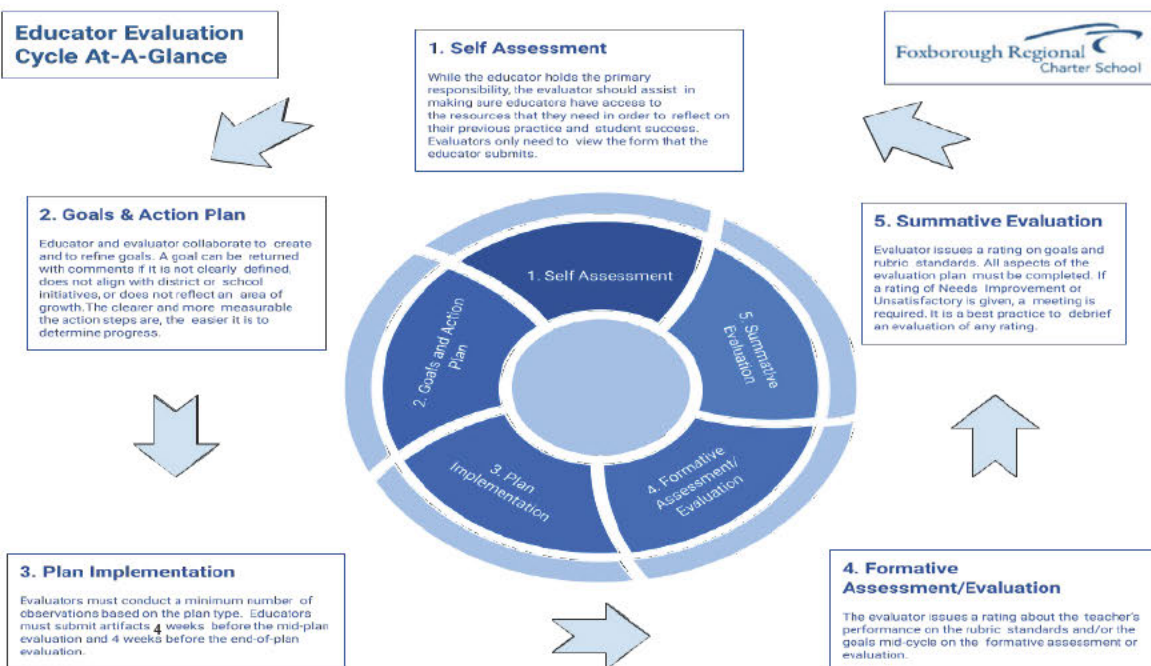 Educator Evaluation
Cycle At-A-Glance
1. Self Assessment
While the educator holds the primary
responsibility, the evaluator should assist in
making sure educators have access to
the resources that they need in order to reflect on
their previous practice and student success.
Evaluators only need to view the form that the
educator submits.
Foxborough Regional
Charter School
2. Goals & Action Plan
Educator and evaluator collaborate to create
and to refine goals. A goal can be returned
with comments if it is not clearly defined,
does not align with district or school
initiatives, or does not reflect an area of
growth. The clearer and more measurable
the action steps are, the easier it is to
determine progress.
1. Self Assessment
2. Goals and Action
Plan
3. Plan
Implementation
4. Formative
Assessment/
Evaluation
5. Summative
Evaluation
5. Summative Evaluation
Evaluator issues a rating on goals and
rubric standards. All aspects of the
evaluation plan must be completed. If
a rating of Needs Improvement or
Unsatisfactory is given, a meeting is
required. It is a best practice to debrief
an evaluation of any rating.
3. Plan Implementation
Evaluators must conduct a minimum number of
observations based on the plan type. Educators
must submit artifacts 4 weeks before the mid-plan
evaluation and 4 weeks before the end-of-plan
evaluation.
4. Formative
Assessment/Evaluation
The evaluator issues a rating about the teacher's
performance on the rubric standards and/or the
goals mid-cycle on the formative assessment or
evaluation.